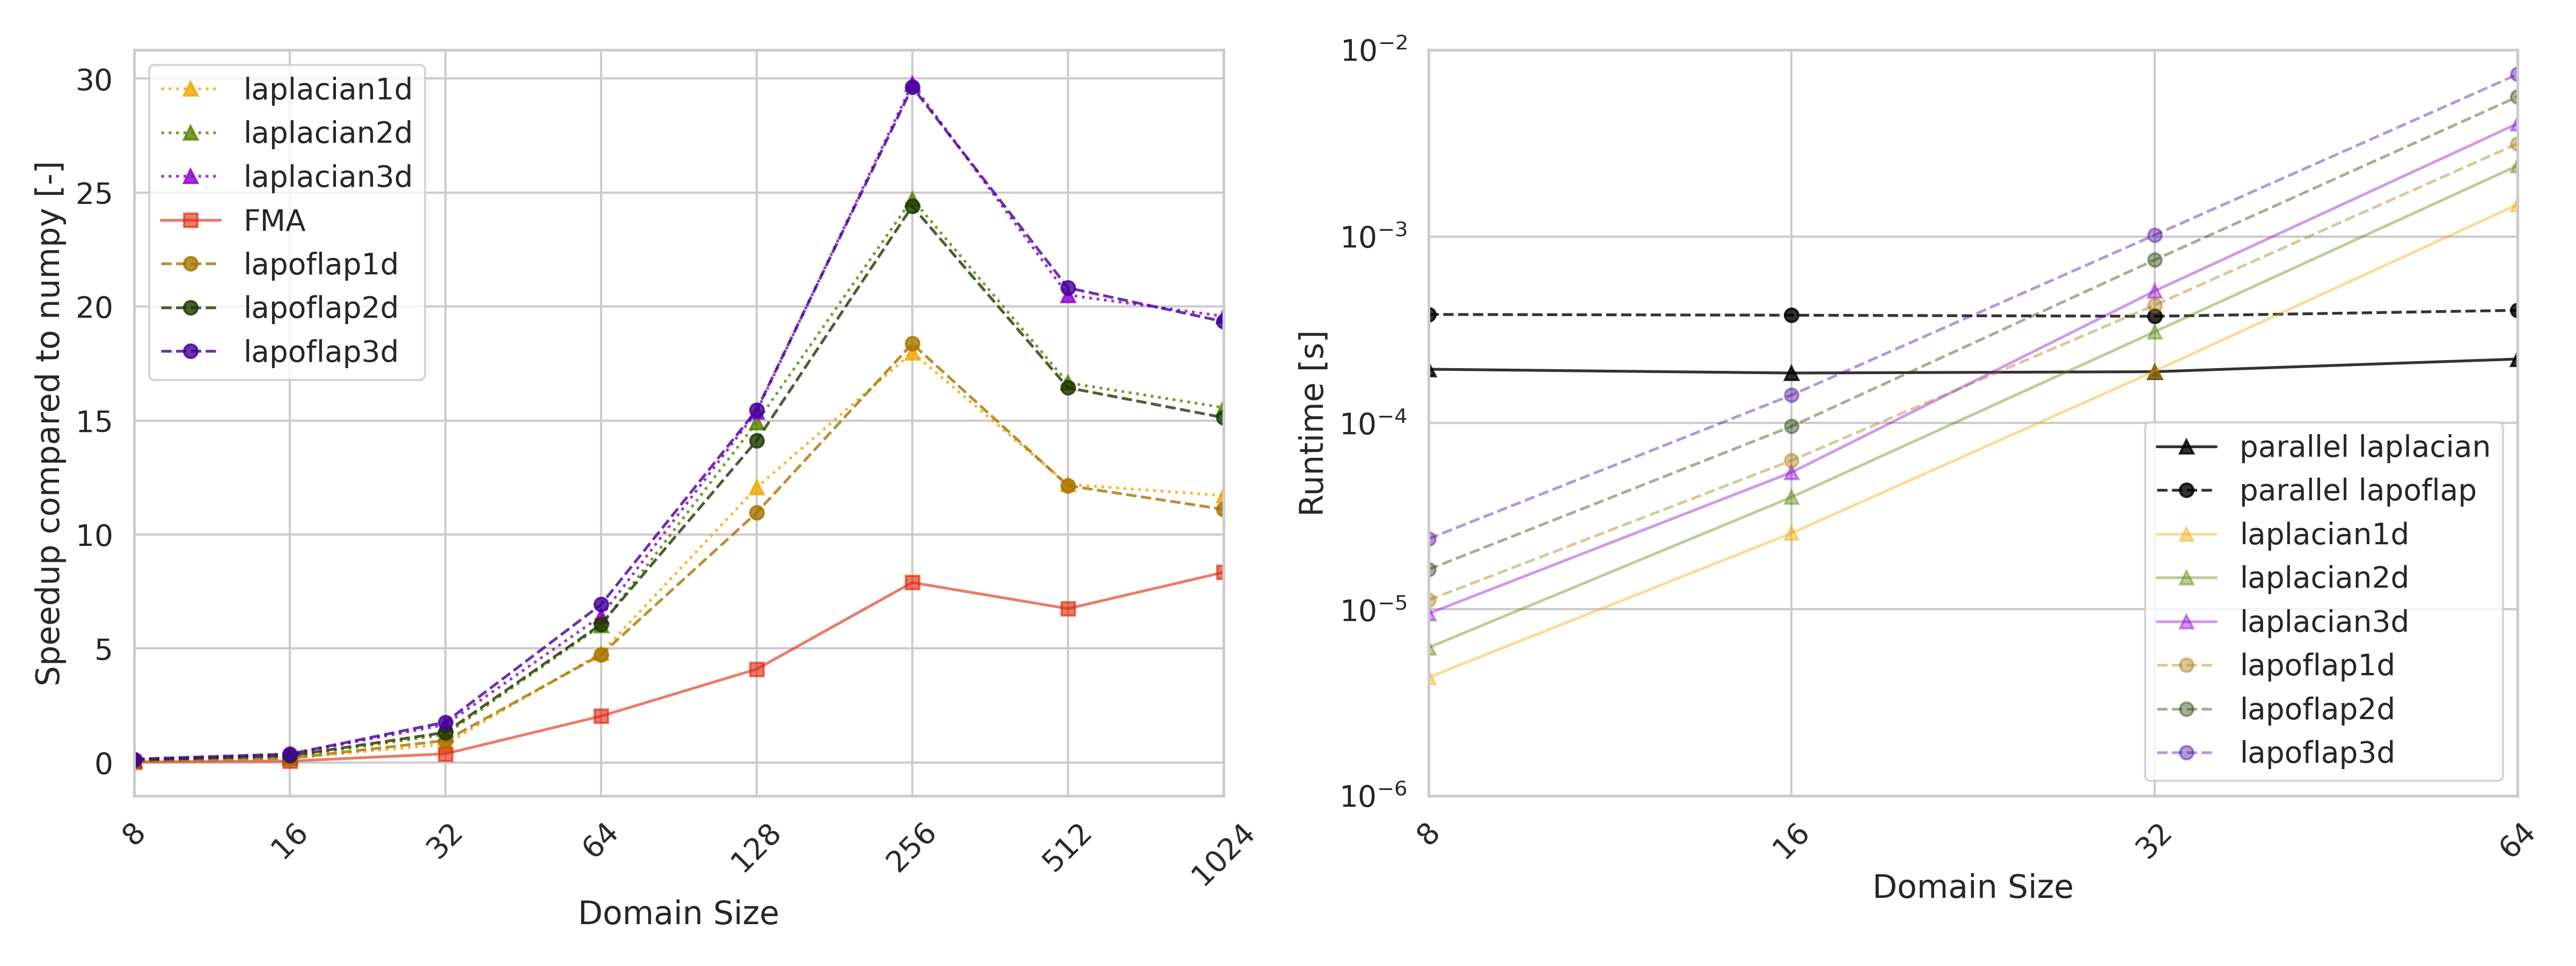 Speedup compared to numpy [-]
30
25
20
15
10
5
0
laplacian1d
laplacian2d
laplacian3d
FMA
lapoflap1d
lapoflap2d
lapoflap3d
8
16
32
64
128
256
512
1024
Domain Size
Runtime [s]
10⁻²
10⁻³
10⁻⁴
10⁻⁵
10⁻⁶
parallel laplacian
parallel lapoflap
laplacian1d
laplacian2d
laplacian3d
lapoflap1d
lapoflap2d
lapoflap3d
8
16
32
64
Domain Size